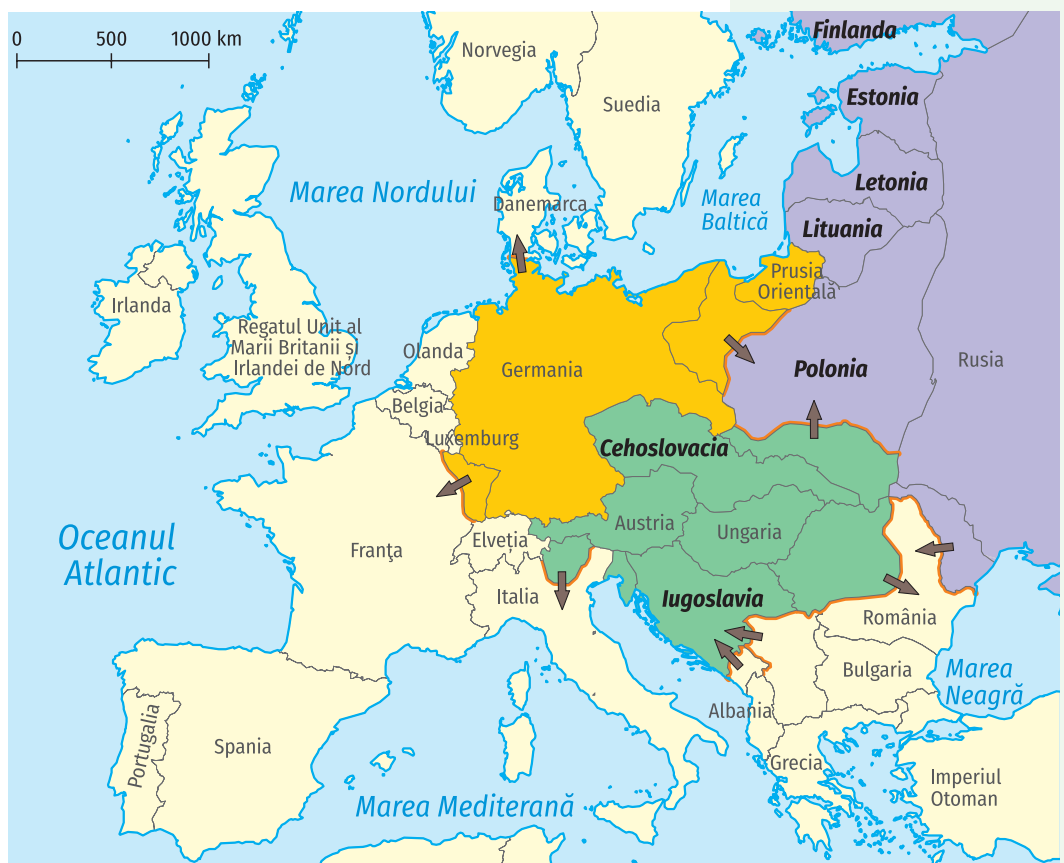 0 500 1000 km
Finlanda
Norvegia
Estonia
Suedia
Letonia
Marea Nordului
Danemarca
Marea
Baltică
Lituania
Prusia
Orientală
Irlanda
Regatul Unit al
Marii Britanii și
Irlandei de Nord
Olanda
Germania
Polonia
Rusia
Belgia
Luxemburg
Cehoslovacia
Oceanul
Atlantic
Franţa
Elveția
Austria
Ungaria
Italia
Iugoslavia
România
Bulgaria
Marea
Neagră
Albania
Portugalia
Spania
Grecia
Imperiul
Otoman
Marea Mediterană